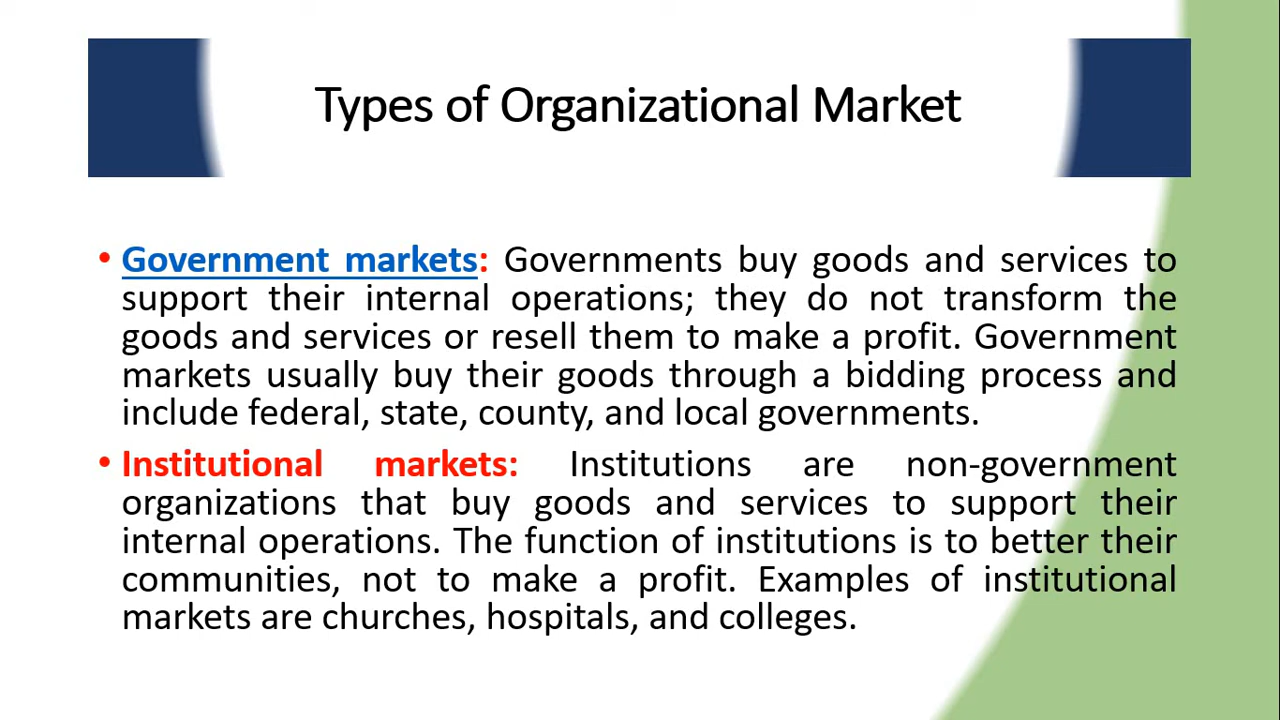 Types of Organizational Market
• Government markets: Governments buy goods and services to
support their internal operations; they do not transform the
goods and services or resell them to make a profit. Government
markets usually buy their goods through a bidding process and
include federal, state, county, and local governments.
• Institutional markets: Institutions are non-government
organizations that buy goods and services to support their
internal operations. The function of institutions is to better their
communities, not to make a profit. Examples of institutional
markets are churches, hospitals, and colleges.